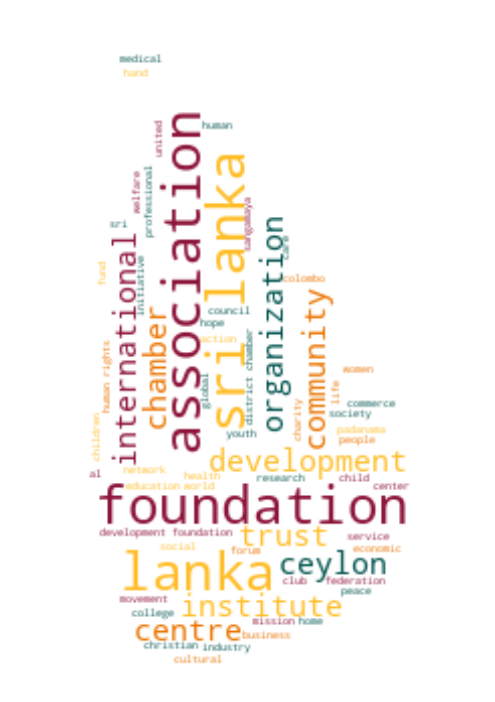 medical
hand
united
human
association
sri lanka
welfare
professional
sangamaya
sri
organization
care
international
fund
initiative
colombo
community
chamber
council
hope
action
global
district chamber
human rights
women
life
commerce
society
charity
children
youth
padanama
people
development
al
network
health
research
child
education
world
center
foundation
development foundation
trust
service
social
forum
economic
lanka
ceylon
club
federation
peace
movement
institute
college
mission
home
centre
business
christian
industry
cultural